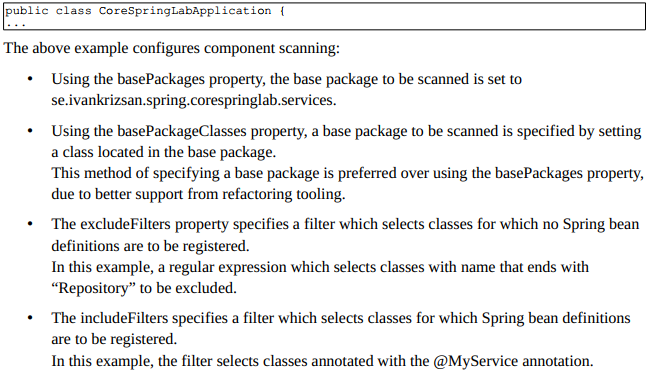 public class CoreSpringLabApplication {
...
The above example configures component scanning:
• Using the basePackages property, the base package to be scanned is set to
se.ivankrizsan.spring.corespringlab.services.
• Using the basePackageClasses property, a base package to be scanned is specified by setting
a class located in the base package.
This method of specifying a base package is preferred over using the basePackages property,
due to better support from refactoring tooling.
• The excludeFilters property specifies a filter which selects classes for which no Spring bean
definitions are to be registered.
In this example, a regular expression which selects classes with name that ends with
“Repository” to be excluded.
• The includeFilters specifies a filter which selects classes for which Spring bean definitions
are to be registered.
In this example, the filter selects classes annotated with the @MyService annotation.